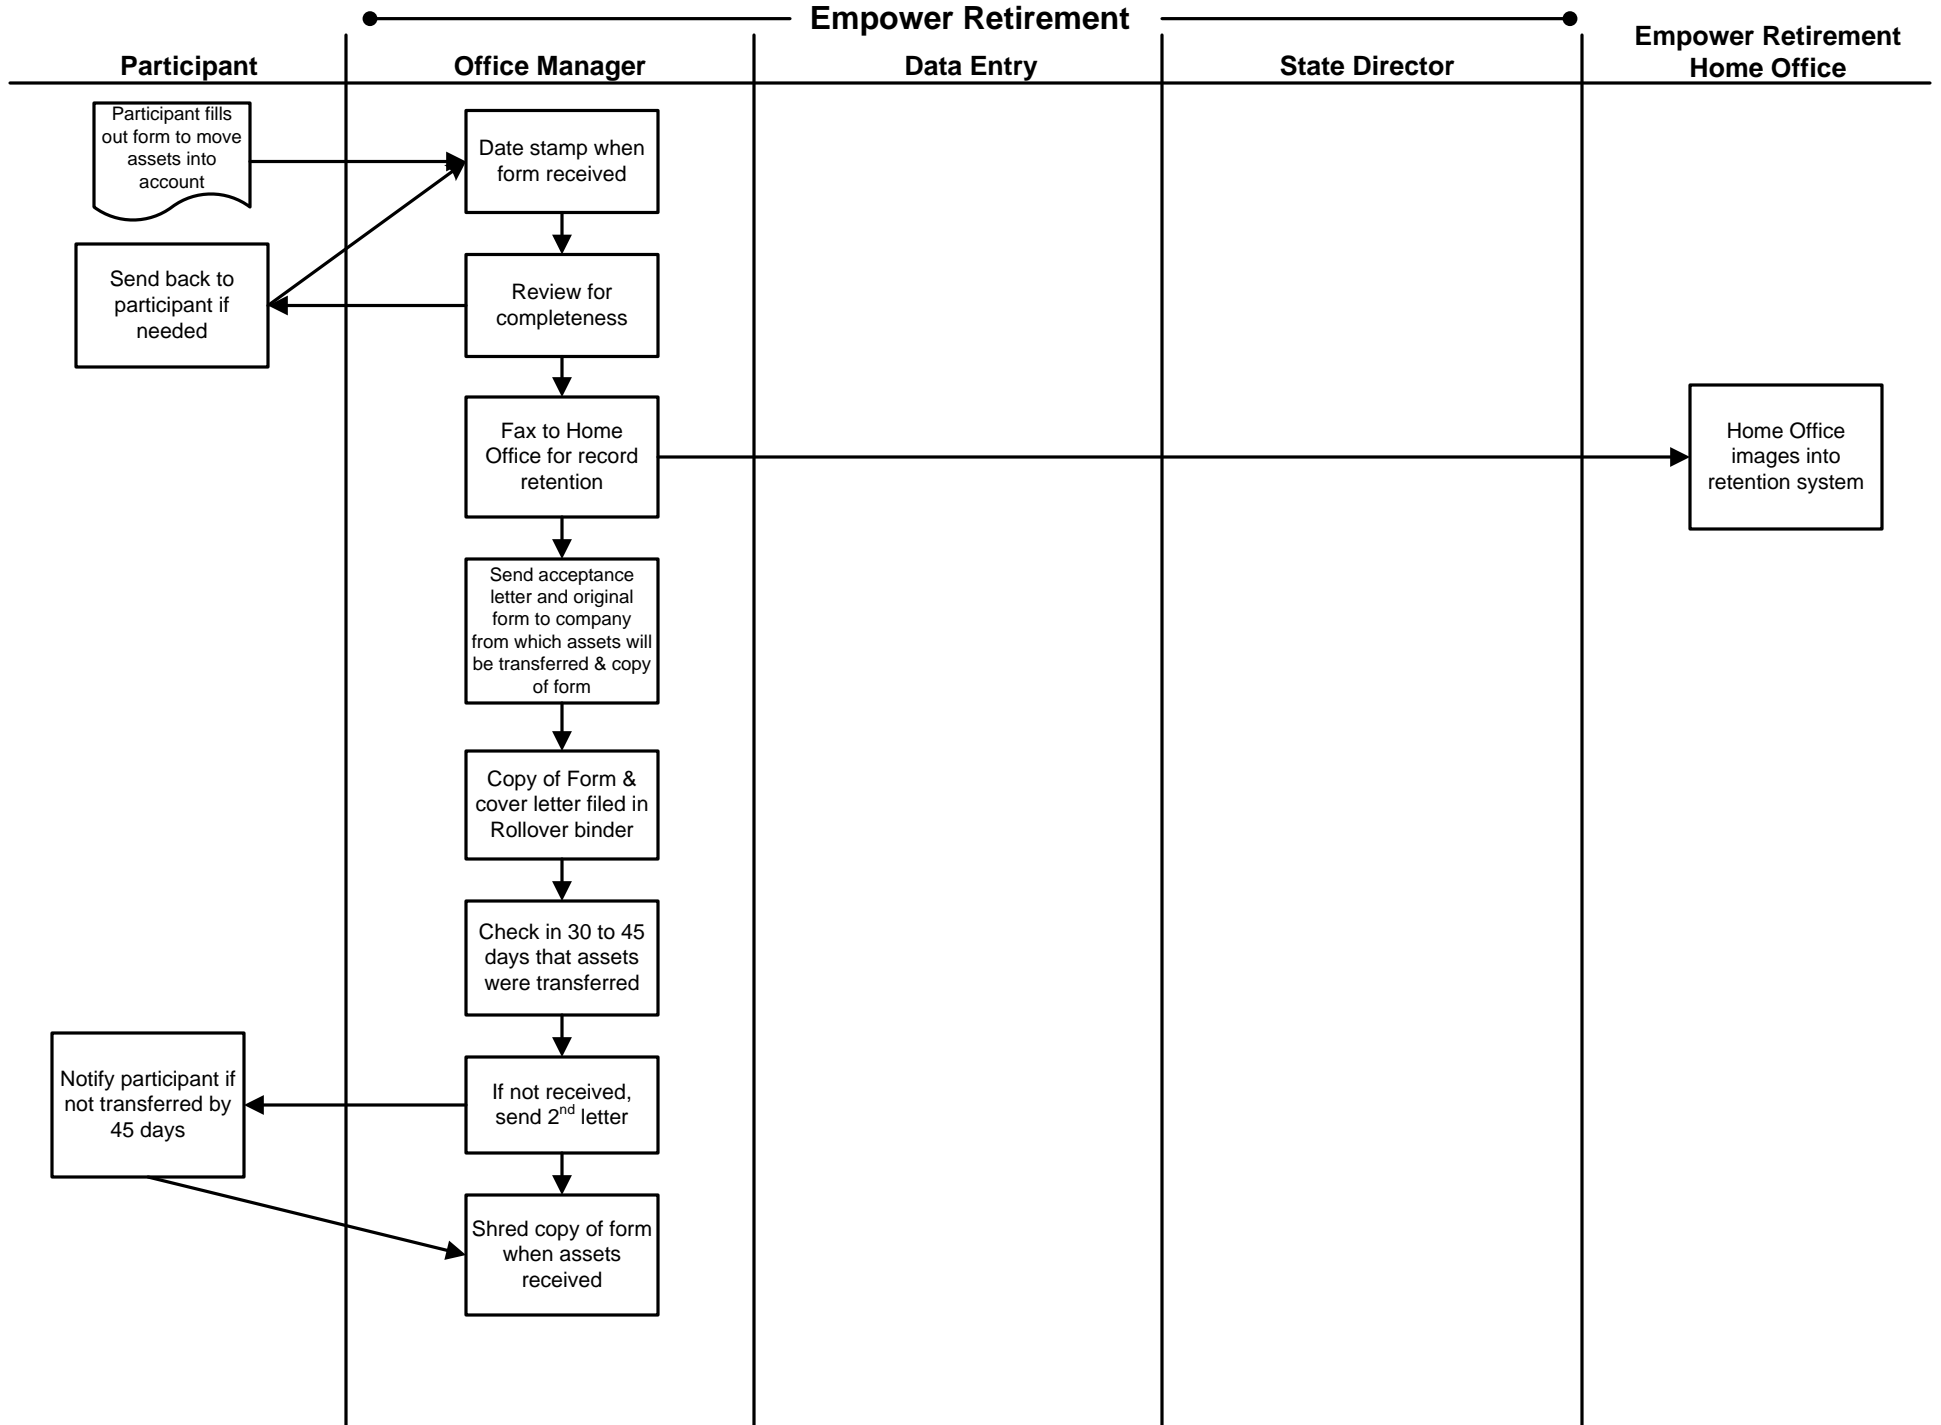 Empower Retirement
Participant
Office Manager
Data Entry
State Director
Empower Retirement
Home Office
Participant fills
out form to move
assets into
account
Date stamp when
form received
Send back to
participant if
needed
Review for
completeness
Fax to Home
Office for record
retention
Home Office
images into
retention system
Send acceptance
letter and original
form to company
from which assets will
be transferred & copy
of form
Copy of Form &
cover letter filed in
Rollover binder
Check in 30 to 45
days that assets
were transferred
Notify participant if
not transferred by
45 days
If not received,
send 2nd letter
Shred copy of form
when assets
received